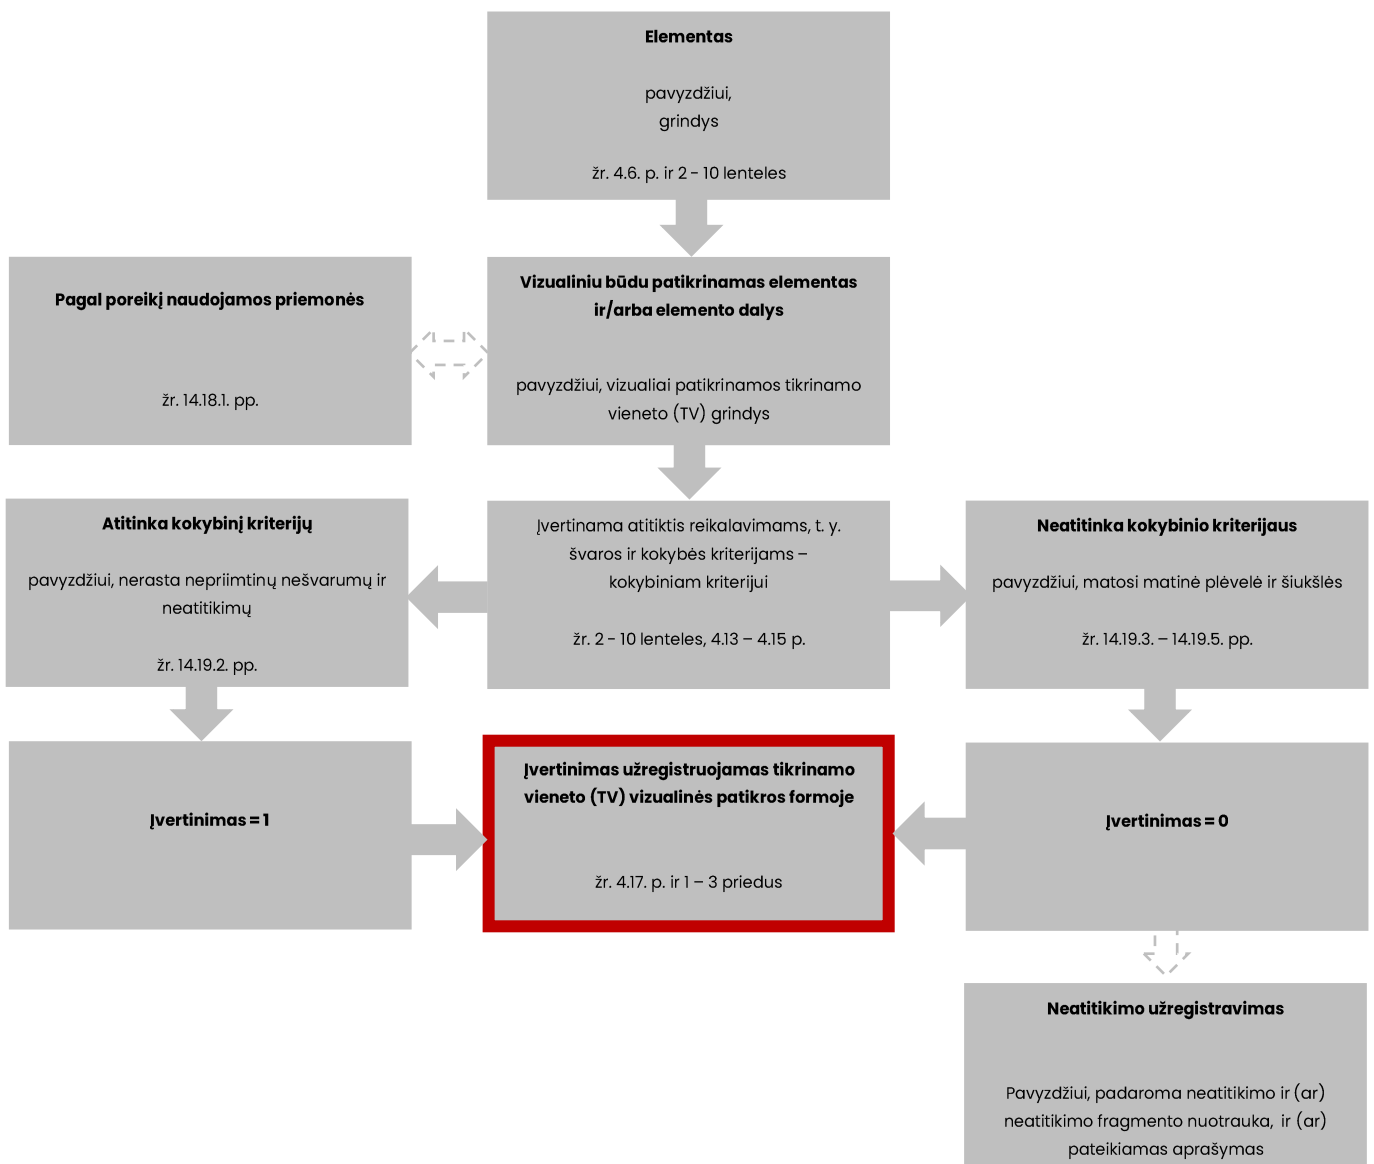 Elementas
pavyzdžiui,
grindys
žr. 4.6. p. ir 2 - 10 lenteles
Pagal poreikį naudojamos priemonės
žr. 14.18.1. pp.
Vizualiniu būdu patikrinamas elementas
ir/arba elemento dalys
pavyzdžiui, vizualiai patikrinamos tikrinamo
vieneto (TV) grindys
Atitinka kokybinį kriterijų
pavyzdžiui, nerasta nepriimtinų nešvarumų ir
neatitikimų
žr. 14.19.2. pp.
Įvertinama atitiktis reikalavimams, t. y.
švaros ir kokybės kriterijams –
kokybiniam kriterijui
žr. 2 - 10 lenteles, 4.13 – 4.15 p.
Neatitinka kokybinio kriterijaus
pavyzdžiui, matosi matinė plėvelė ir šiukšlės
žr. 14.19.3. – 14.19.5. pp.
Įvertinimas = 1
Įvertinimas užregistruojamas tikrinamo
vieneto (TV) vizualinės patikros formoje
žr. 4.17. p. ir 1 – 3 priedus
Įvertinimas = 0
Neatitikimo užregistravimas
Pavyzdžiui, padaroma neatitikimo ir (ar)
neatitikimo fragmento nuotrauka, ir (ar)
pateikiamas aprašymas